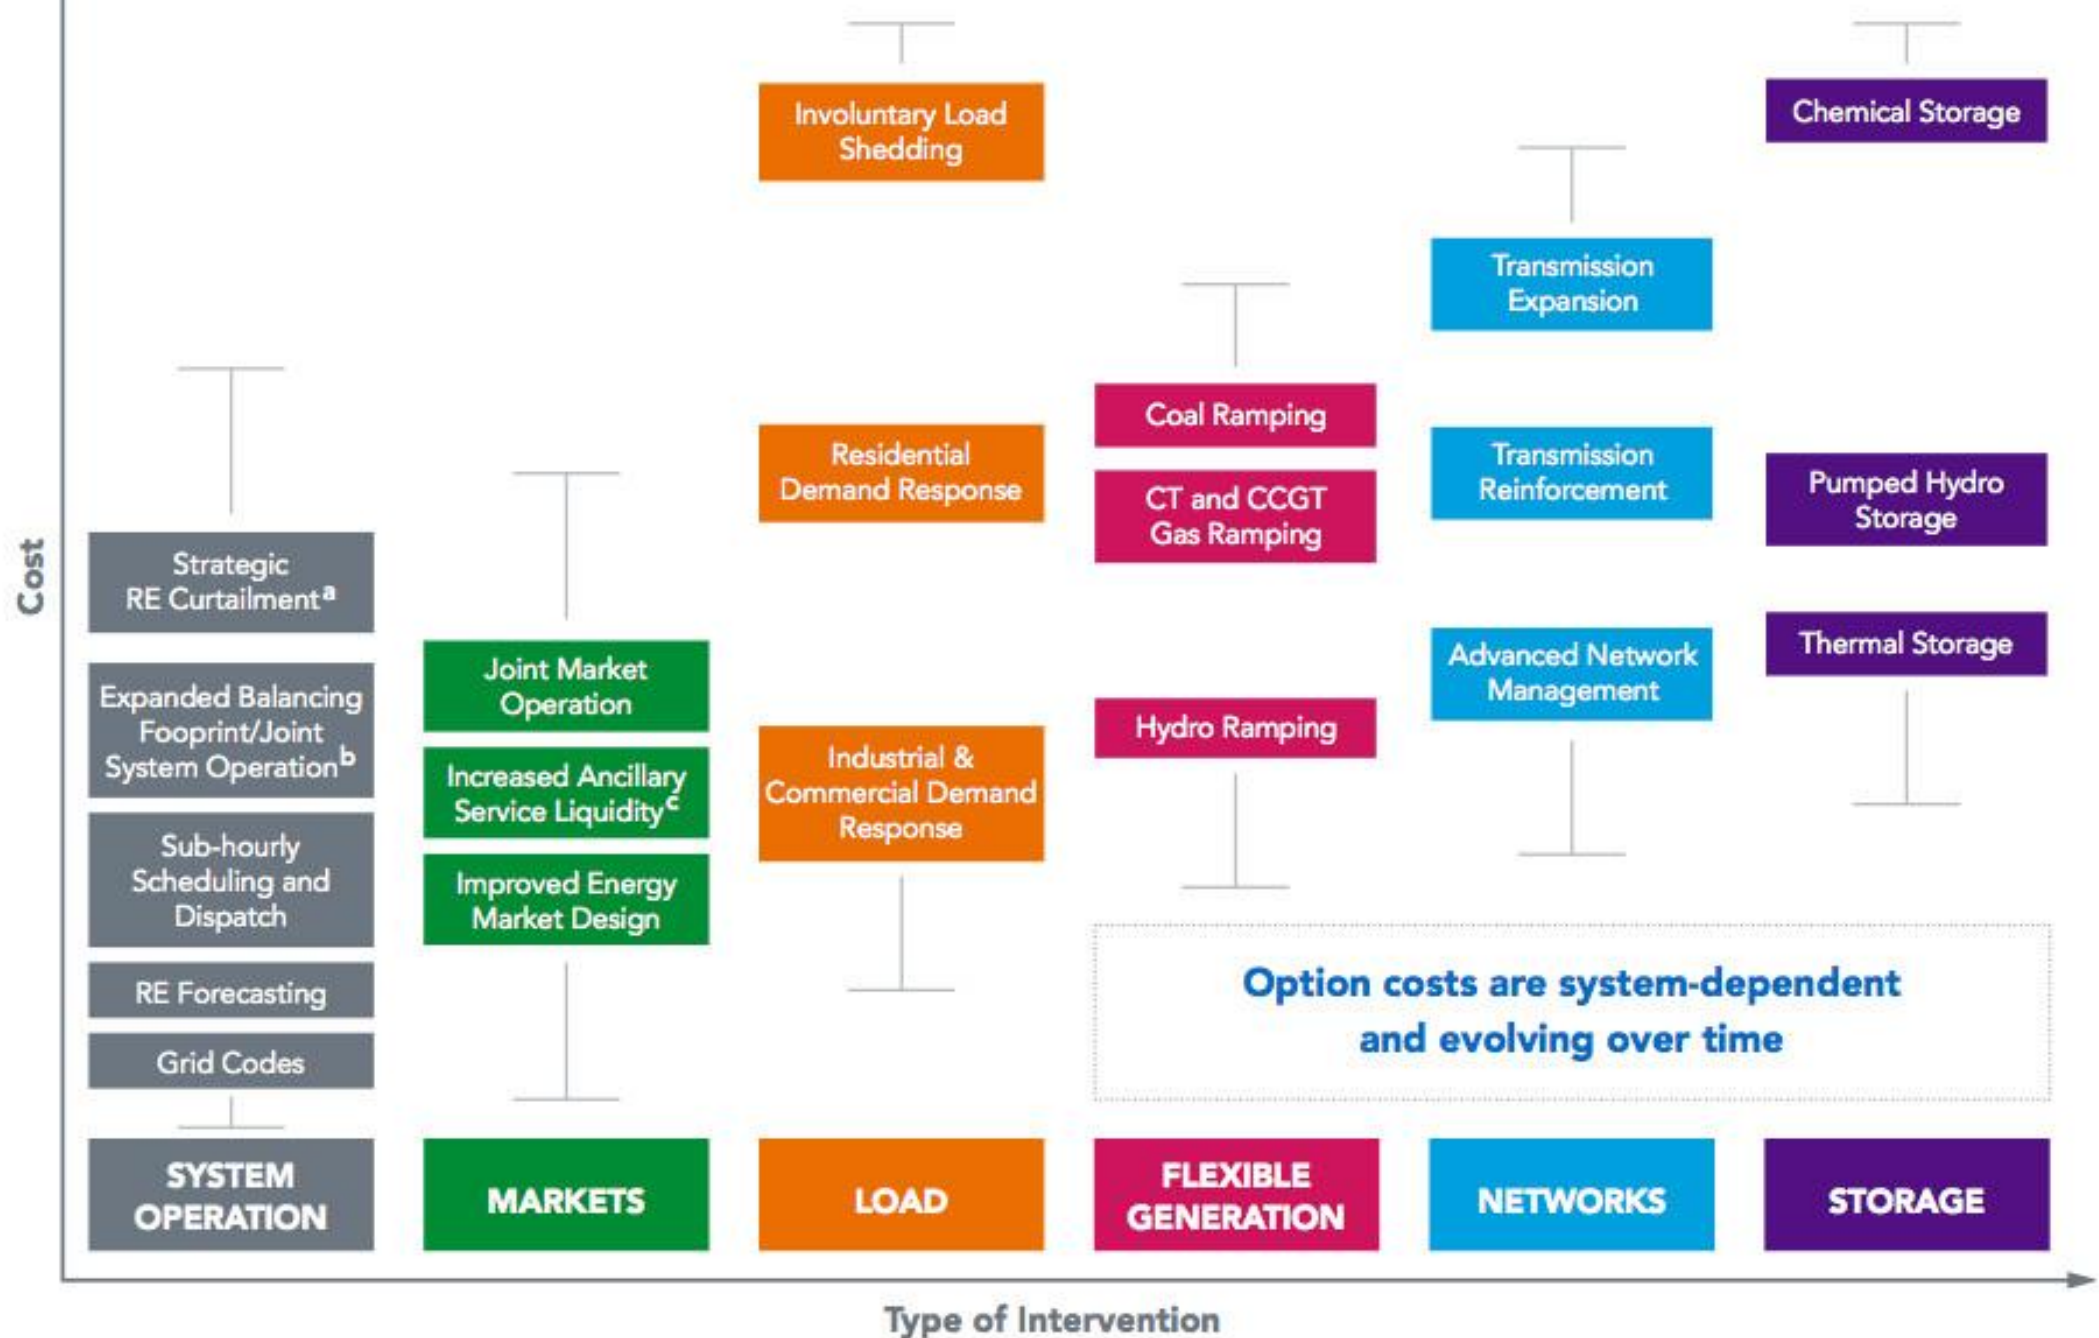 Cost
Involuntary Load
Shedding
Chemical Storage
Transmission
Expansion
Coal Ramping
Residential
Demand Response
Transmission
Reinforcement
CT and CCGT
Gas Ramping
Pumped Hydro
Storage
Strategic
RE Curtailmentᵃ
Joint Market
Operation
Advanced Network
Management
Thermal Storage
Expanded Balancing
Fooprint/Joint
System Operationᵇ
Hydro Ramping
Increased Ancillary
Service Liquidityᶜ
Industrial &
Commercial Demand
Response
Sub-hourly
Scheduling and
Dispatch
Improved Energy
Market Design
RE Forecasting
Grid Codes
Option costs are system-dependent
and evolving over time
SYSTEM
OPERATION
MARKETS
LOAD
FLEXIBLE
GENERATION
NETWORKS
STORAGE
Type of Intervention